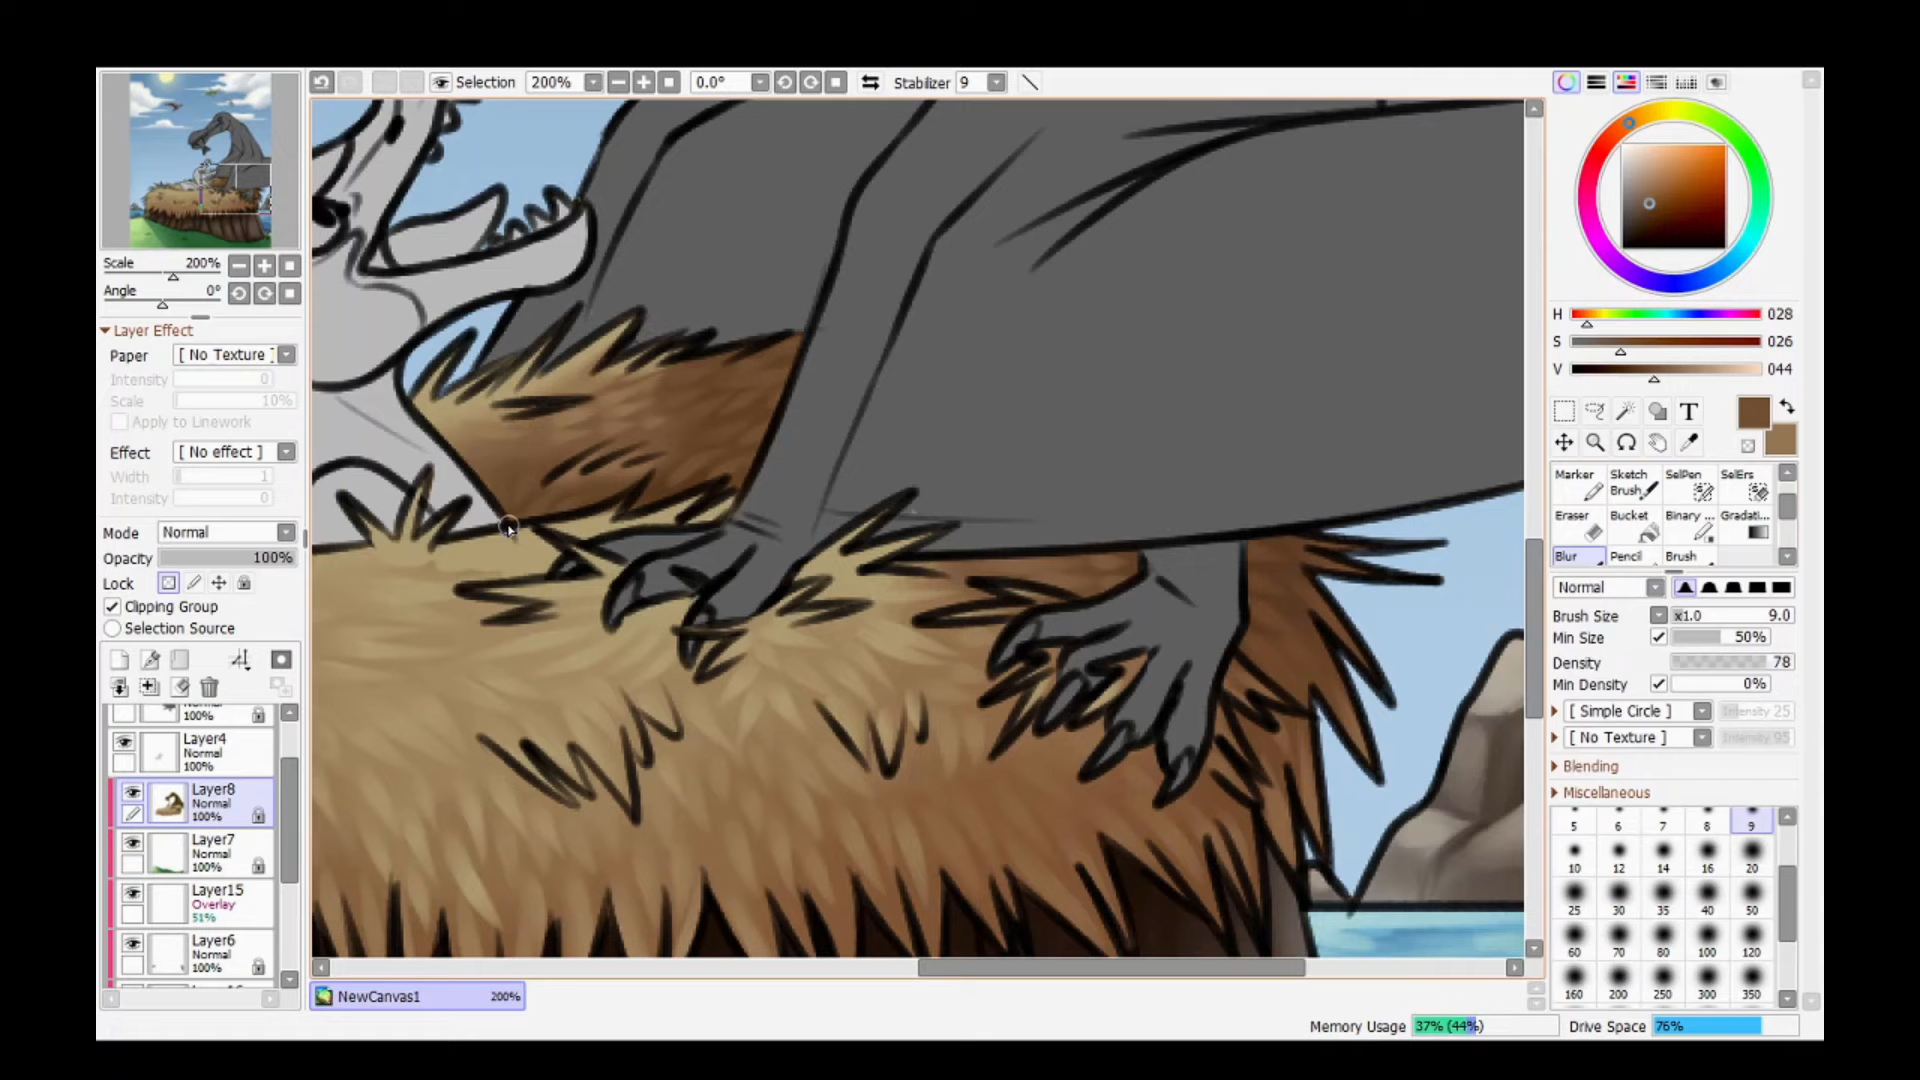 Selection 200% 0.0° Stabilizer 9
Scale 200%
Angle 0°
Layer Effect
Paper [ No Texture ]
Intensity 0
Scale 10%
Apply to Linework
Effect [ No effect ]
Width 1
Intensity 0
Mode Normal
Opacity 100%
Lock
Clipping Group
Selection Source
Normal
100%
Layer4
Normal
100%
Layer8
Normal
100%
Layer7
Normal
100%
Layer15
Overlay
51%
Layer6
Normal
100%
NewCanvas1 200%
H 028
S 026
V 044
T
Marker Sketch Brush SelPen SelErs
Eraser Bucket Binary ... Gradati...
Blur Pencil Brush
Normal
Brush Size x1.0 9.0
Min Size 50%
Density 78
Min Density 0%
[ Simple Circle ] Intensity 25
[ No Texture ] Intensity 95
Blending
Miscellaneous
5 6 7 8 9
10 12 14 16 20
25 30 35 40 50
60 70 80 100 120
160 200 250 300 350
Memory Usage 37% (44%) Drive Space 76%